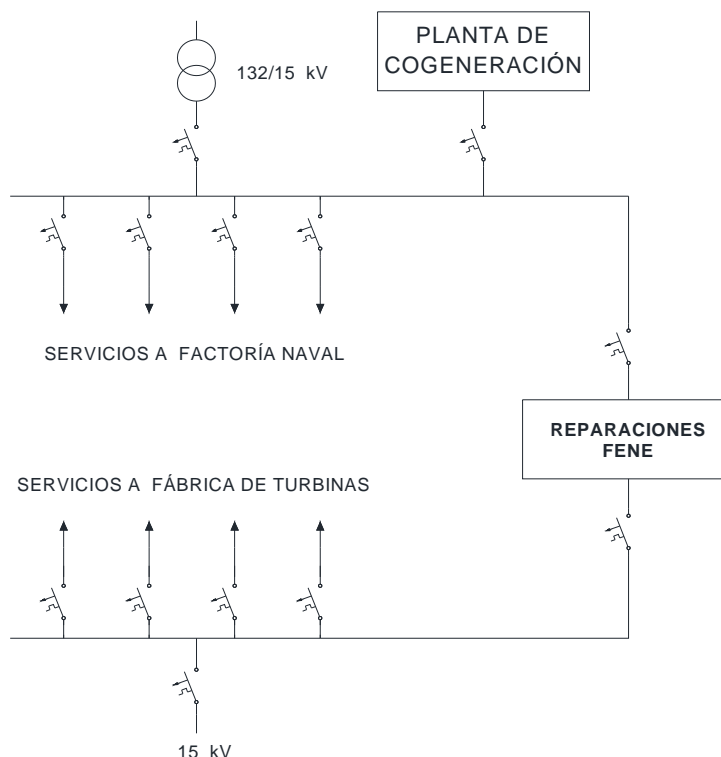 PLANTA DE
COGENERACIÓN
132/15 kV
SERVICIOS A FACTORÍA NAVAL
REPARACIONES
FENE
SERVICIOS A FÁBRICA DE TURBINAS
15 kV